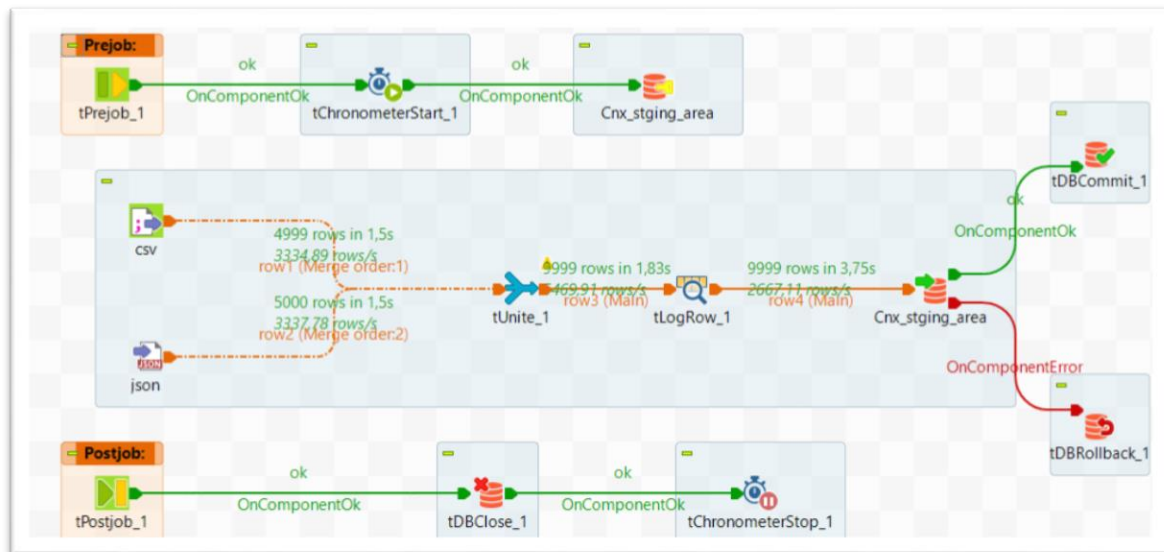 Prejob:
ok
OnComponentOk
ok
OnComponentOk
tPrejob_1
tChronometerStart_1
Cnx_stging_area
tDBCommit_1
ok
OnComponentOk
csv
4999 rows in 1,5s
3334,89 rows/s
row1 (Merge order:1)
5000 rows in 1,5s
3337,78 rows/s
row2 (Merge order:2)
json
tUnite_1
9999 rows in 1,83s
5469,91 rows/s
row3 (Main)
tLogRow_1
9999 rows in 3,75s
2667,11 rows/s
row4 (Main)
Cnx_stging_area
OnComponentError
tDBRollback_1
Postjob:
ok
OnComponentOk
ok
OnComponentOk
tPostjob_1
tDBClose_1
tChronometerStop_1